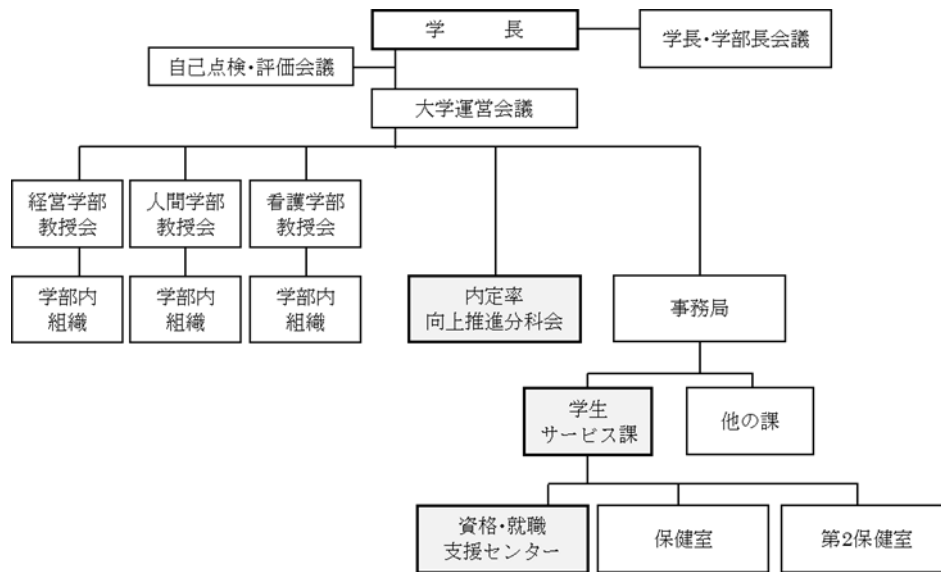 学　　長
学長・学部長会議
自己点検・評価会議
大学運営会議
経営学部
教授会
人間学部
教授会
看護学部
教授会
学部内
組織
学部内
組織
学部内
組織
内定率
向上推進分科会
事務局
学生
サービス課
他の課
資格・就職
支援センター
保健室
第2保健室